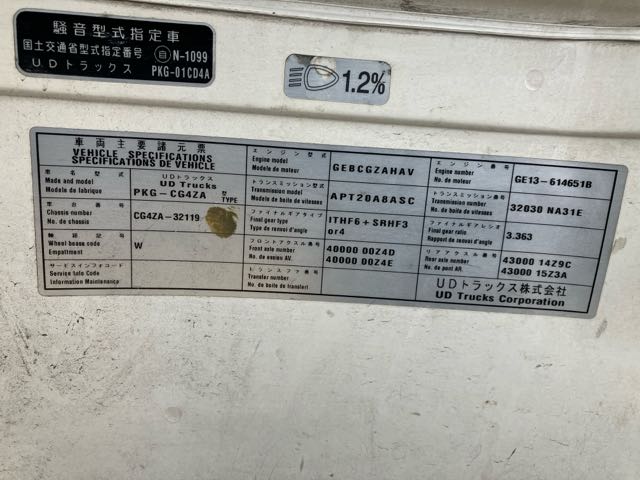 騒音型式指定車
国土交通省型式指定番号 自 N-1099
UDトラックス PKG-01CD4A
1.2%
車両主要諸元票
VEHICLE SPECIFICATIONS
SPECIFICATIONS DE VEHICLE
車名型式
Made and model
Modele de fabrique
UDトラックス
UD Trucks
PKG-CG4ZA 型 TYPE
車台番号
Chassis number
No. de chassis
CG4ZA-32119
軸距記号
Wheel basea code
Empattement
W
サービスインフォコード
Service Info Code
Information Maintenance
エンジン型式
Engine model
Modele de moteur
GEBCGZAHAV
トランスミッション型式
Transmission model
Modele de boite de vitesses
APT20A8ASC
ファイナルギアタイプ
Final gear type
Type de renvoi d'angle
ITHF6+SRHF3
or4
フロントアクスル番号
Front axle number
No. de essieu AV.
40000 00Z4D
40000 00Z4E
トランスファ番号
Transfer number
No. de boite de transfert
エンジン番号
Engine number
No. de moteur
GE13-614651B
トランスミッション番号
Transmission number
No. de boite de vitesses
32030 NA31E
ファイナルギアレシオ
Final gear ratio
Rapport de renvoi d'angle
3.363
リアアクスル番号
Rear axle number
No. de pont AR.
43000 14Z9C
43000 15Z3A
UDトラックス株式会社
UD Trucks Corporation